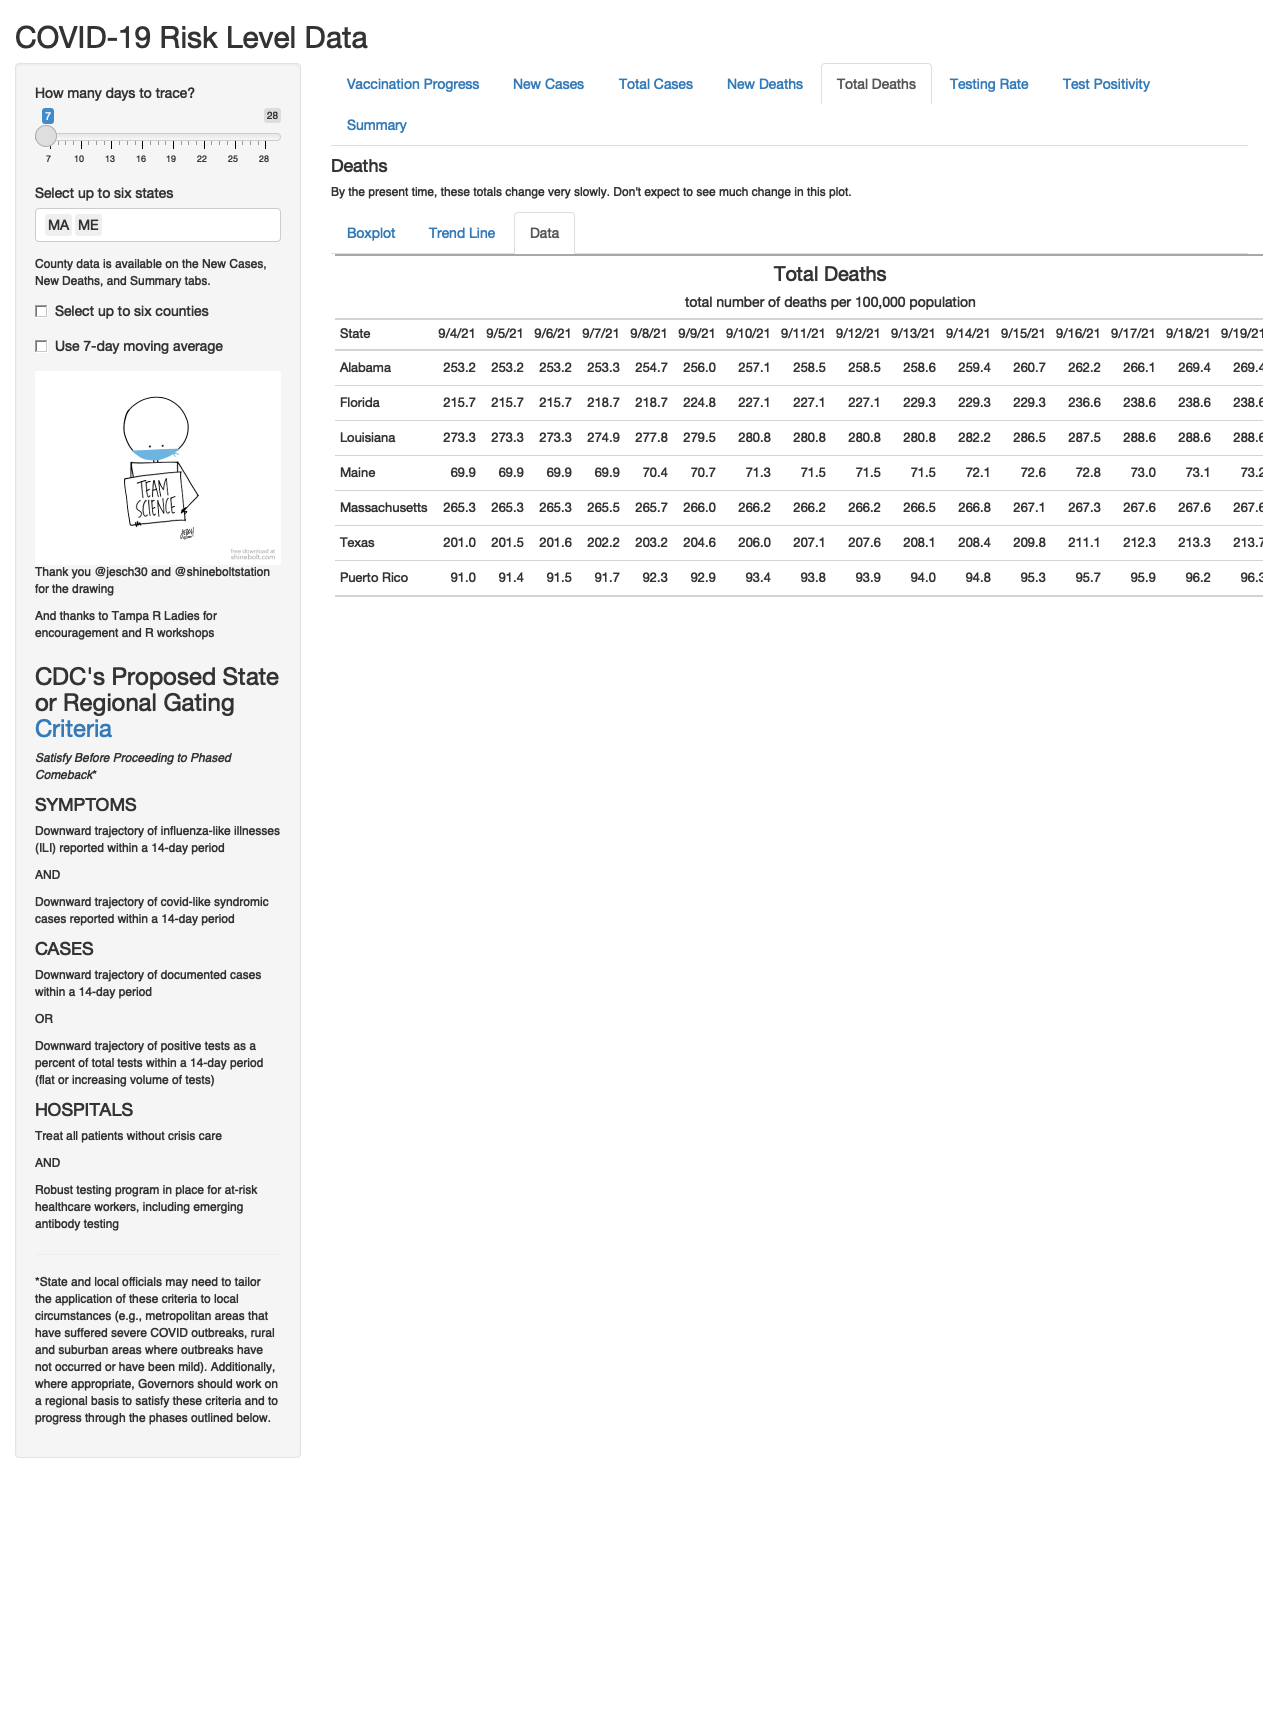 COVID-19 Risk Level Data
How many days to trace?
7 28
7 10 13 16 19 22 25 28
Select up to six states
MA ME
County data is available on the New Cases,
New Deaths, and Summary tabs.
Select up to six counties
Use 7-day moving average
TEAM
SCIENCE
free download at
shinebolt.com
Thank you @jesch30 and @shineboltstation
for the drawing
And thanks to Tampa R Ladies for
encouragement and R workshops
CDC's Proposed State
or Regional Gating
Criteria
Satisfy Before Proceeding to Phased
Comeback*
SYMPTOMS
Downward trajectory of influenza-like illnesses
(ILI) reported within a 14-day period
AND
Downward trajectory of covid-like syndromic
cases reported within a 14-day period
CASES
Downward trajectory of documented cases
within a 14-day period
OR
Downward trajectory of positive tests as a
percent of total tests within a 14-day period
(flat or increasing volume of tests)
HOSPITALS
Treat all patients without crisis care
AND
Robust testing program in place for at-risk
healthcare workers, including emerging
antibody testing
*State and local officials may need to tailor
the application of these criteria to local
circumstances (e.g., metropolitan areas that
have suffered severe COVID outbreaks, rural
and suburban areas where outbreaks have
not occurred or have been mild). Additionally,
where appropriate, Governors should work on
a regional basis to satisfy these criteria and to
progress through the phases outlined below.
Vaccination Progress New Cases Total Cases New Deaths Total Deaths Testing Rate Test Positivity
Summary
Deaths
By the present time, these totals change very slowly. Don't expect to see much change in this plot.
Boxplot Trend Line Data
Total Deaths
total number of deaths per 100,000 population
State 9/4/21 9/5/21 9/6/21 9/7/21 9/8/21 9/9/21 9/10/21 9/11/21 9/12/21 9/13/21 9/14/21 9/15/21 9/16/21 9/17/21 9/18/21 9/19/21
Alabama 253.2 253.2 253.2 253.3 254.7 256.0 257.1 258.5 258.5 258.6 259.4 260.7 262.2 266.1 269.4 269.4
Florida 215.7 215.7 215.7 218.7 218.7 224.8 227.1 227.1 227.1 229.3 229.3 229.3 236.6 238.6 238.6 238.6
Louisiana 273.3 273.3 273.3 274.9 277.8 279.5 280.8 280.8 280.8 280.8 282.2 286.5 287.5 288.6 288.6 288.6
Maine 69.9 69.9 69.9 69.9 70.4 70.7 71.3 71.5 71.5 71.5 72.1 72.6 72.8 73.0 73.1 73.2
Massachusetts 265.3 265.3 265.3 265.5 265.7 266.0 266.2 266.2 266.2 266.5 266.8 267.1 267.3 267.6 267.6 267.6
Texas 201.0 201.5 201.6 202.2 203.2 204.6 206.0 207.1 207.6 208.1 208.4 209.8 211.1 212.3 213.3 213.7
Puerto Rico 91.0 91.4 91.5 91.7 92.3 92.9 93.4 93.8 93.9 94.0 94.8 95.3 95.7 95.9 96.2 96.3